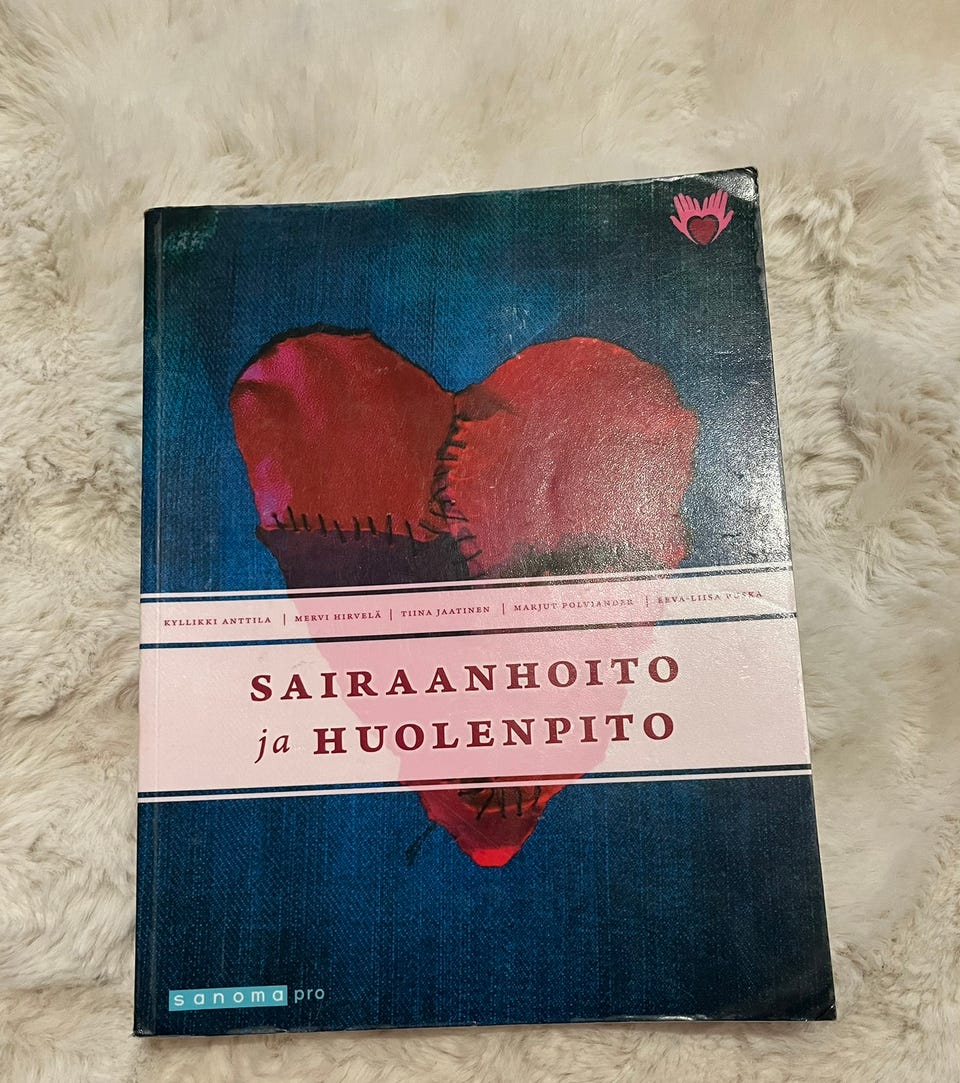 KYLLIKKI ANTTILA | MERVI HIRVELÄ | TIINA JAATINEN | MARJUT POLVIANDER | EEVA-LIISA PUSKA
SAIRAANHOITO
ja HUOLENPITO
sanoma pro